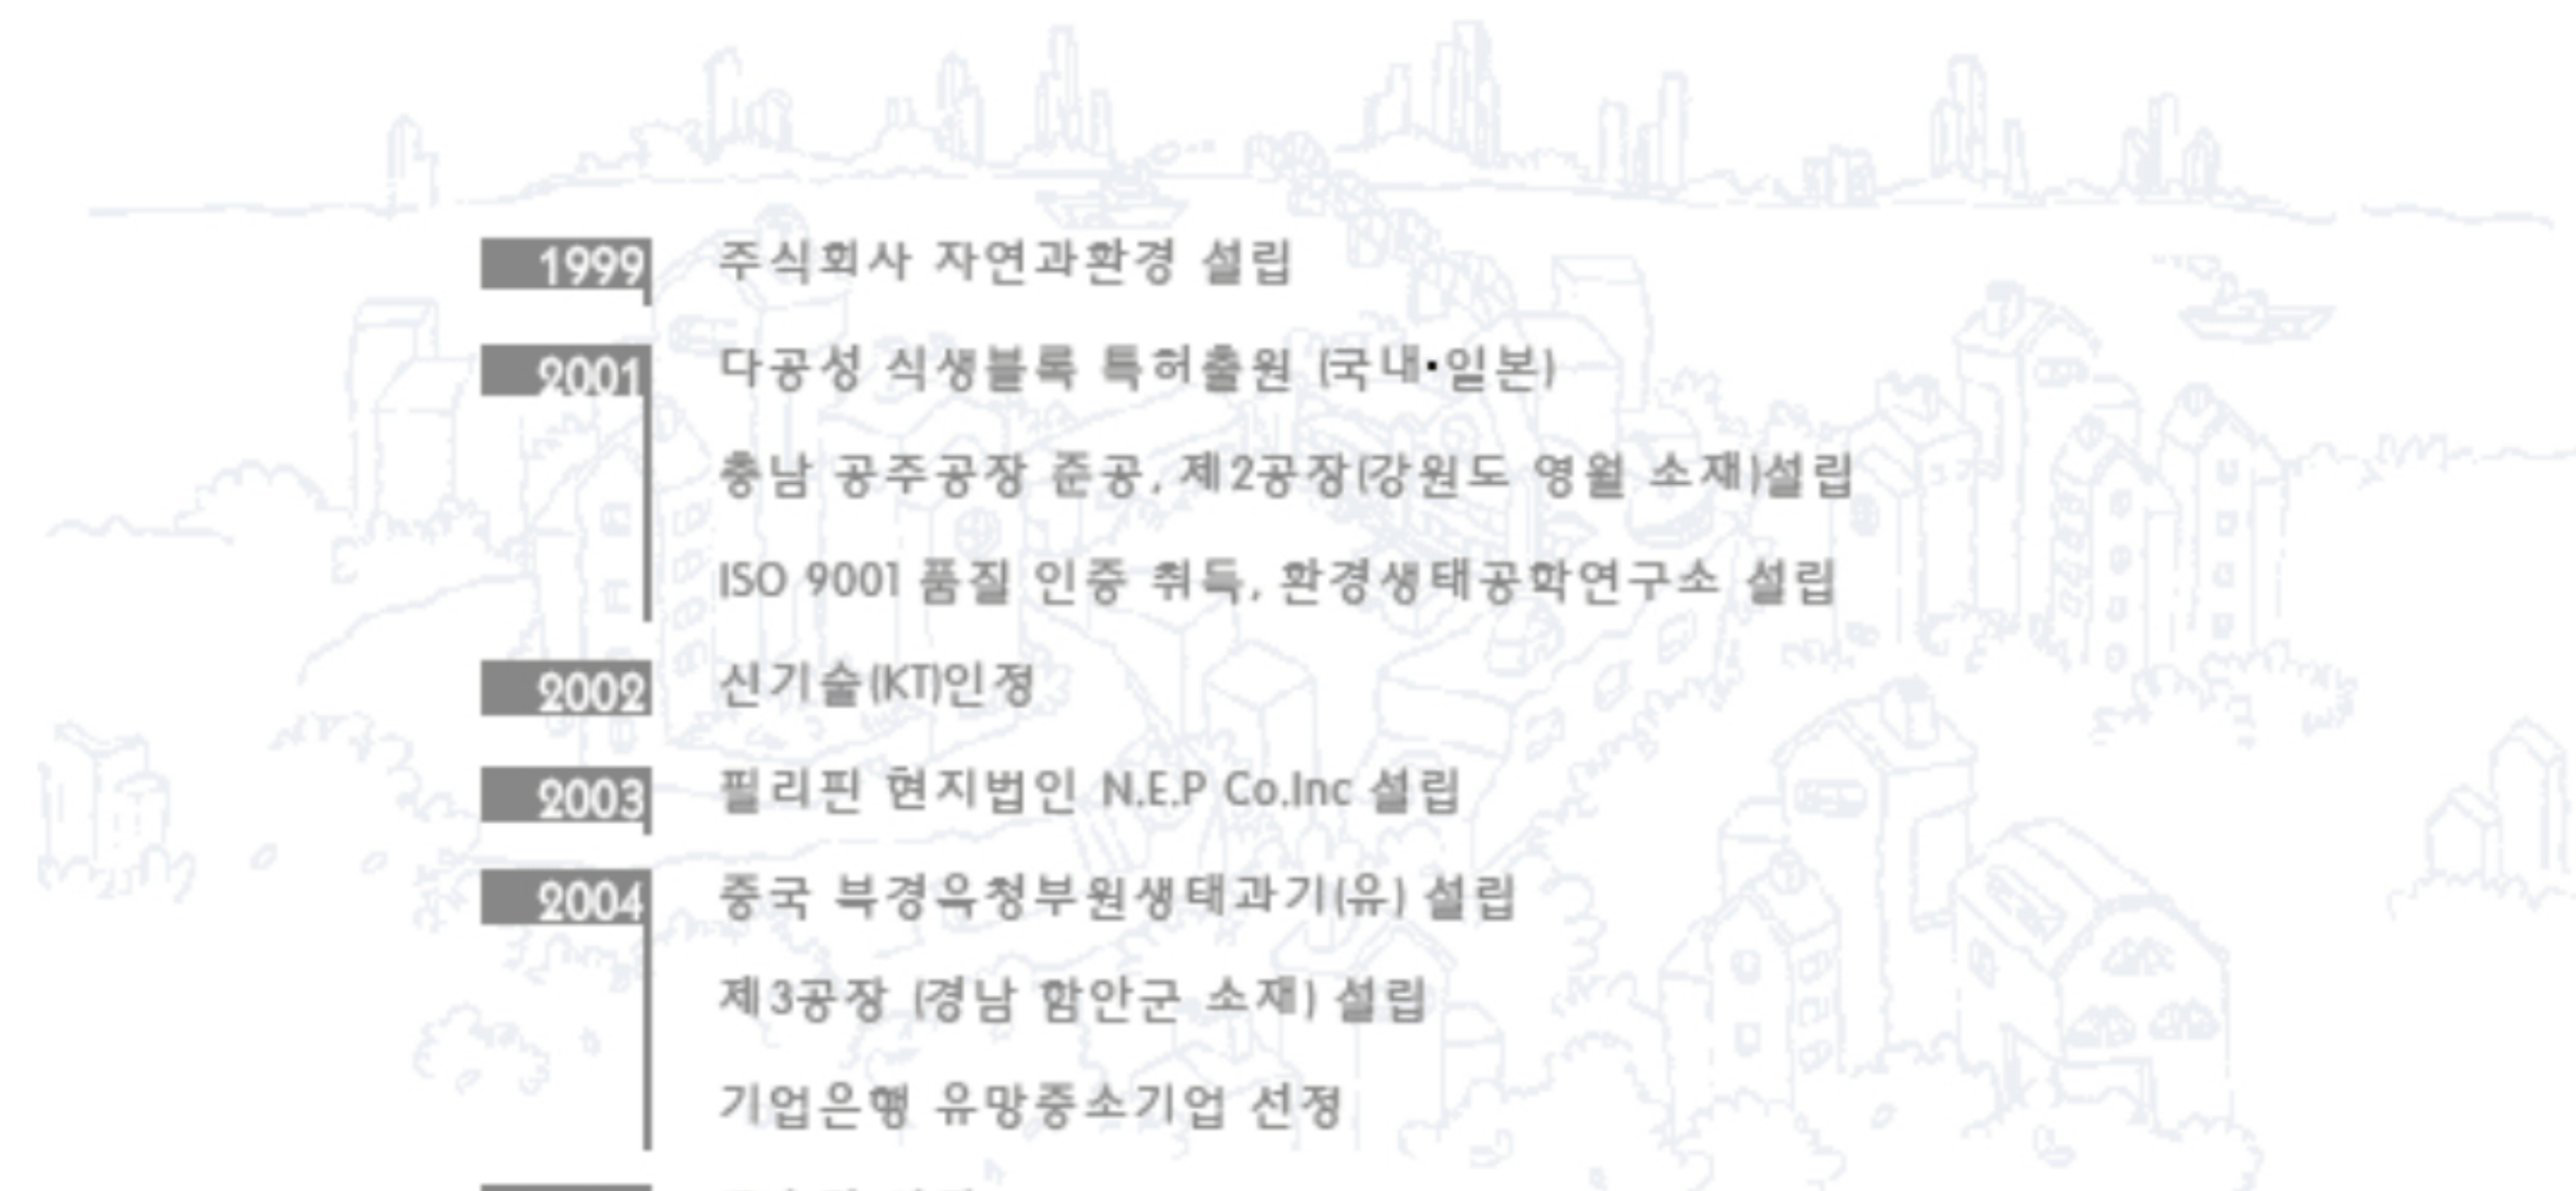 1999 주식회사 자연과환경 설립
2001 다공성 식생블록 특허출원 (국내·일본)
충남 공주공장 준공, 제2공장(강원도 영월 소재)설립
ISO 9001 품질 인증 취득, 환경생태공학연구소 설립
2002 신기술(KT)인정
2003 필리핀 현지법인 N.E.P Co.Inc 설립
2004 중국 북경육청부원생태과기(유) 설립
제3공장 (경남 함안군 소재) 설립
기업은행 유망중소기업 선정